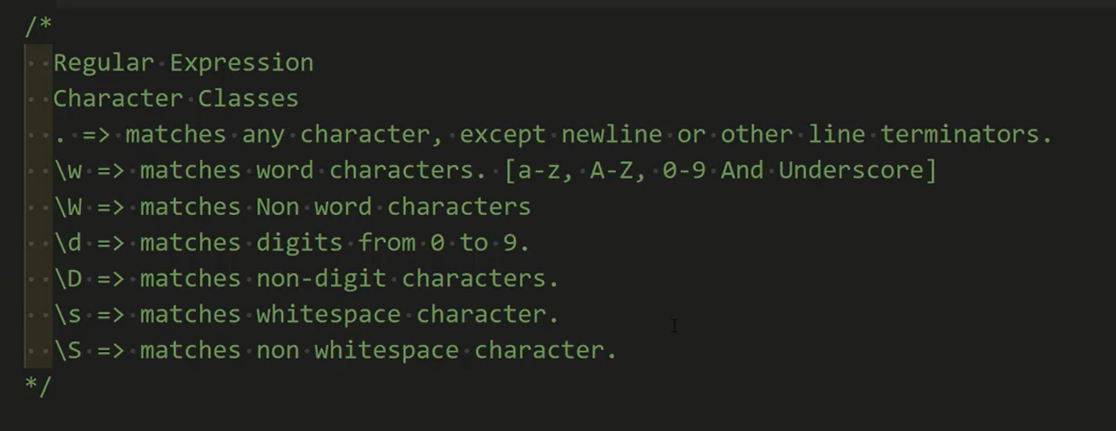 /*
Regular Expression
Character Classes
. => matches any character, except newline or other line terminators.
\w => matches word characters. [a-z, A-Z, 0-9 And Underscore]
\W => matches Non word characters
\d => matches digits from 0 to 9.
\D => matches non-digit characters.
\s => matches whitespace character.
\S => matches non whitespace character.
*/